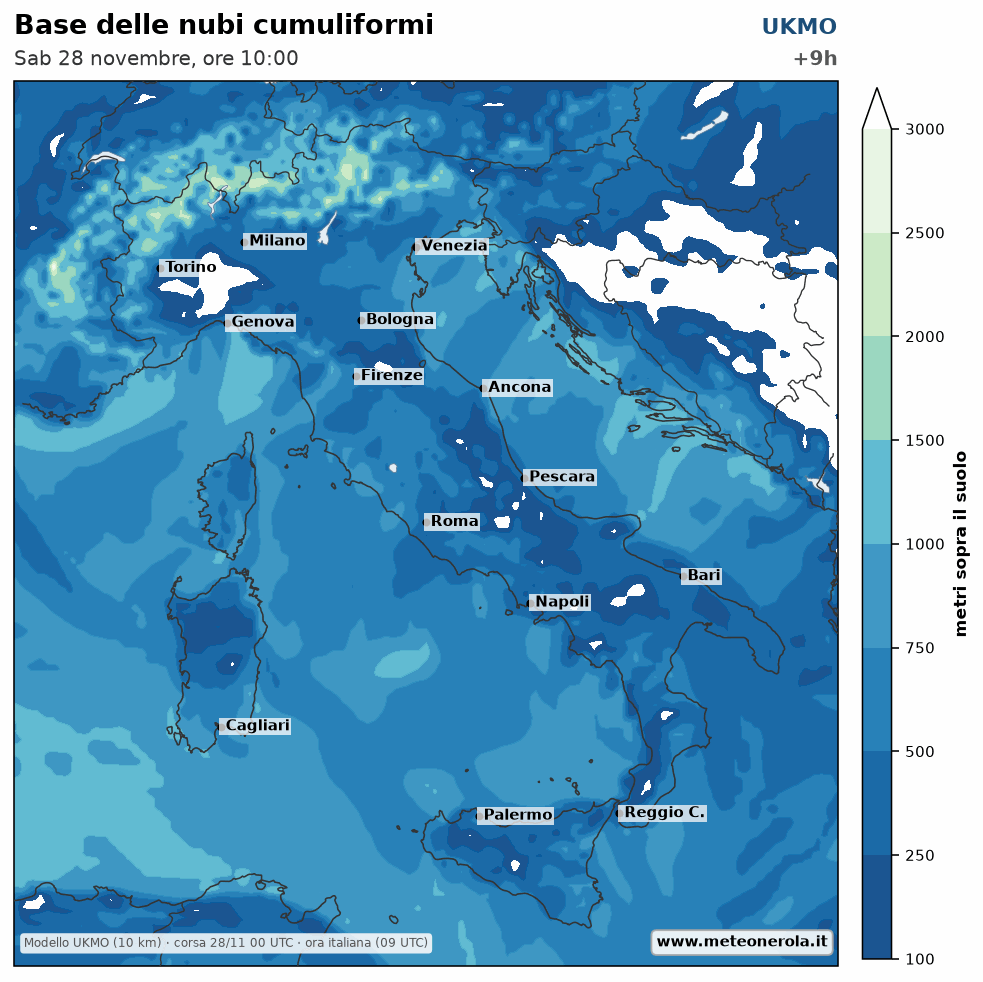 Base delle nubi cumuliformi
UKMO
Sab 28 novembre, ore 10:00
+9h
3000
2500
2000
1500
1000
750
500
250
100
metri sopra il suolo
Milano
Venezia
Torino
Genova
Bologna
Firenze
Ancona
Pescara
Roma
Bari
Napoli
Cagliari
Palermo
Reggio C.
Modello UKMO (10 km) · corsa 28/11 00 UTC · ora italiana (09 UTC)
www.meteonerola.it